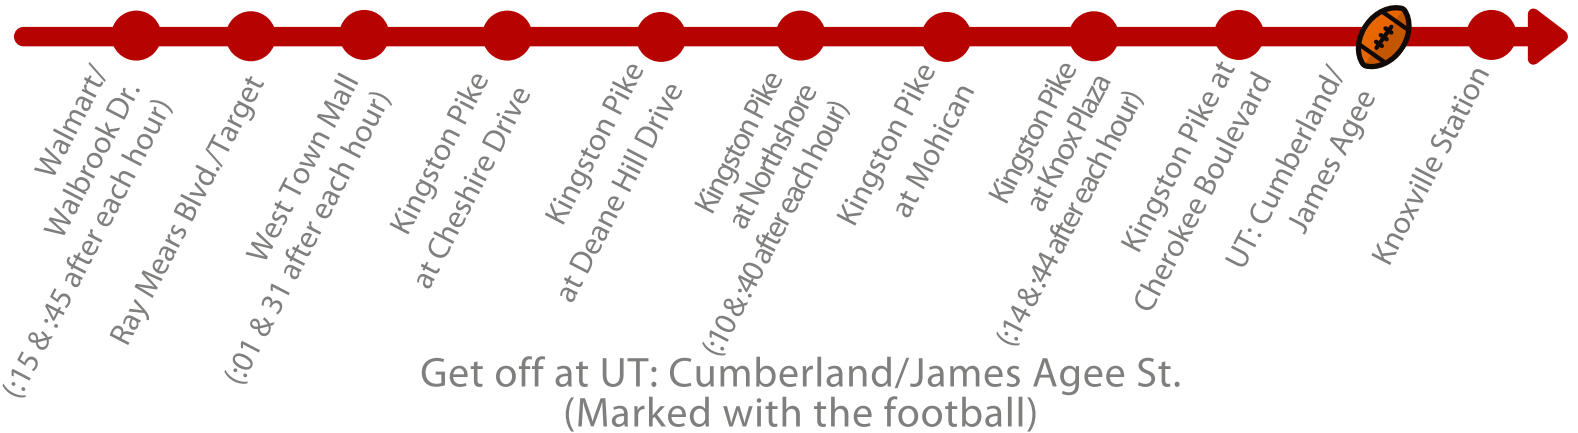 Walmart/
Walbrook Dr.
(:15 & :45 after each hour)
Ray Mears Blvd./Target
West Town Mall
(:01 & 31 after each hour)
Kingston Pike
at Cheshire Drive
Kingston Pike
at Deane Hill Drive
Kingston Pike
at Northshore
(:10 & :40 after each hour)
Kingston Pike
at Mohican
Kingston Pike
at Knox Plaza
(:14 & :44 after each hour)
Kingston Pike at
Cherokee Boulevard
UT: Cumberland/
James Agee
Knoxville Station
Get off at UT: Cumberland/James Agee St.
(Marked with the football)